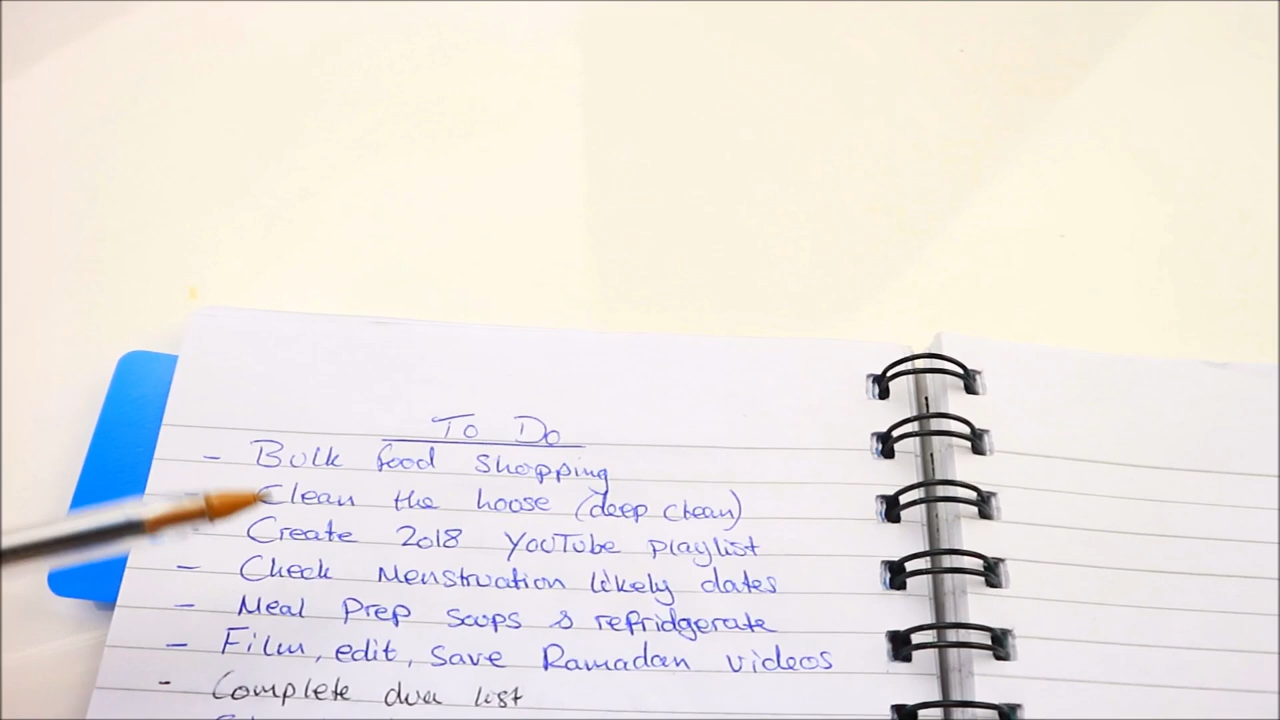 To Do
- Bulk food shopping
- Clean the house (deep clean)
- Create 2018 YouTube playlist
- Check Menstruation likely dates
- Meal Prep soups & refridgerate
- Film, edit, save Ramadan videos
- Complete dua list